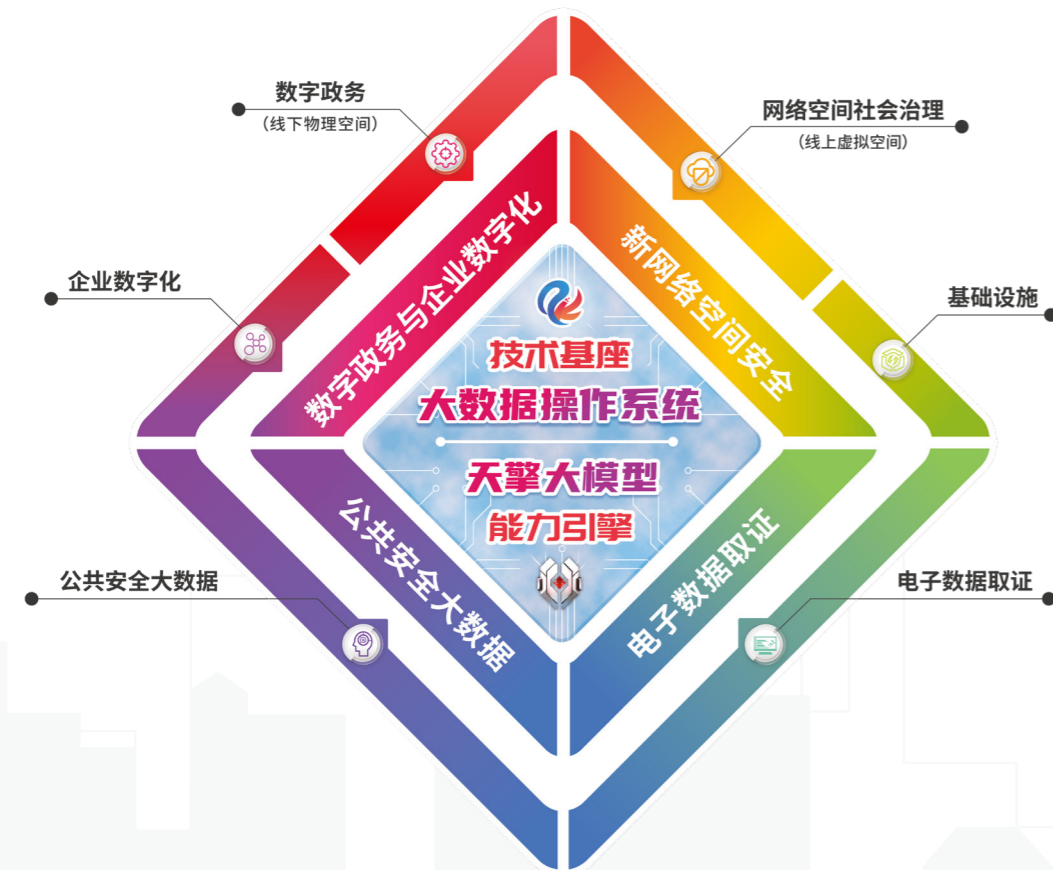 数字政务
（线下物理空间）
网络空间社会治理
（线上虚拟空间）
企业数字化
基础设施
数字政务与企业数字化
新网络空间安全
技术基座
大数据操作系统
天擎大模型
能力引擎
公共安全大数据
电子数据取证
公共安全大数据
电子数据取证